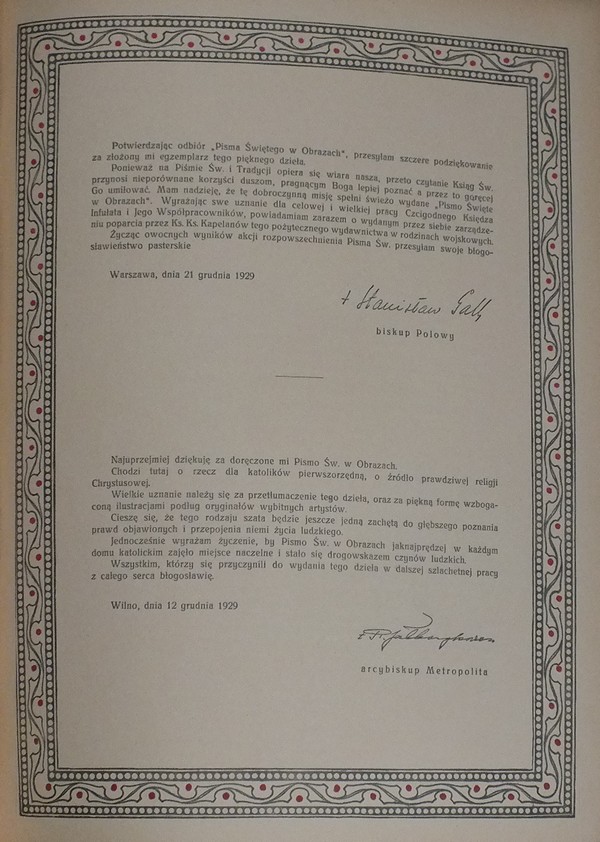 Potwierdzając odbiór „Pisma Świętego w Obrazach“, przesyłam szczere podziękowanie
za złożony mi egzemplarz tego pięknego dzieła.
Ponieważ na Piśmie Św. i Tradycji opiera się wiara nasza, przeto czytanie Ksiąg Św.
przynosi nieporównane korzyści duszom, pragnącym Boga lepiej poznać a przez to goręcej
Go umiłować. Mam nadzieję, że tę dobroczynną misję spełni świeżo wydane „Pismo Święte
w Obrazach“. Wyrażając swe uznanie dla celowej i wielkiej pracy Czcigodnego Księdza
Infułata i Jego Współpracowników, powiadamiam zarazem o wydanym przez siebie zarządze-
niu poparcia przez Ks. Ks. Kapelanów tego pożytecznego wydawnictwa w rodzinach wojskowych.
Życząc owocnych wyników akcji rozpowszechnienia Pisma Św. przesyłam swoje błogo-
sławieństwo pasterskie
Warszawa, dnia 21 grudnia 1929
+ Stanisław Gall
biskup Polowy
Najuprzejmiej dziękuję za doręczone mi Pismo Św. w Obrazach.
Chodzi tutaj o rzecz dla katolików pierwszorzędną, o źródło prawdziwej religji
Chrystusowej.
Wielkie uznanie należy się za przetłumaczenie tego dzieła, oraz za piękną formę wzboga-
coną ilustracjami podług oryginałów wybitnych artystów.
Cieszę się, że tego rodzaju szata będzie jeszcze jedną zachętą do głębszego poznania
prawd objawionych i przepojenia niemi życia ludzkiego.
Jednocześnie wyrażam życzenie, by Pismo Św. w Obrazach jaknajprędzej w każdym
domu katolickim zajęło miejsce naczelne i stało się drogowskazem czynów ludzkich.
Wszystkim, którzy się przyczynili do wydania tego dzieła w dalszej szlachetnej pracy
z całego serca błogosławię.
Wilno, dnia 12 grudnia 1929
arcybiskup Metropolita